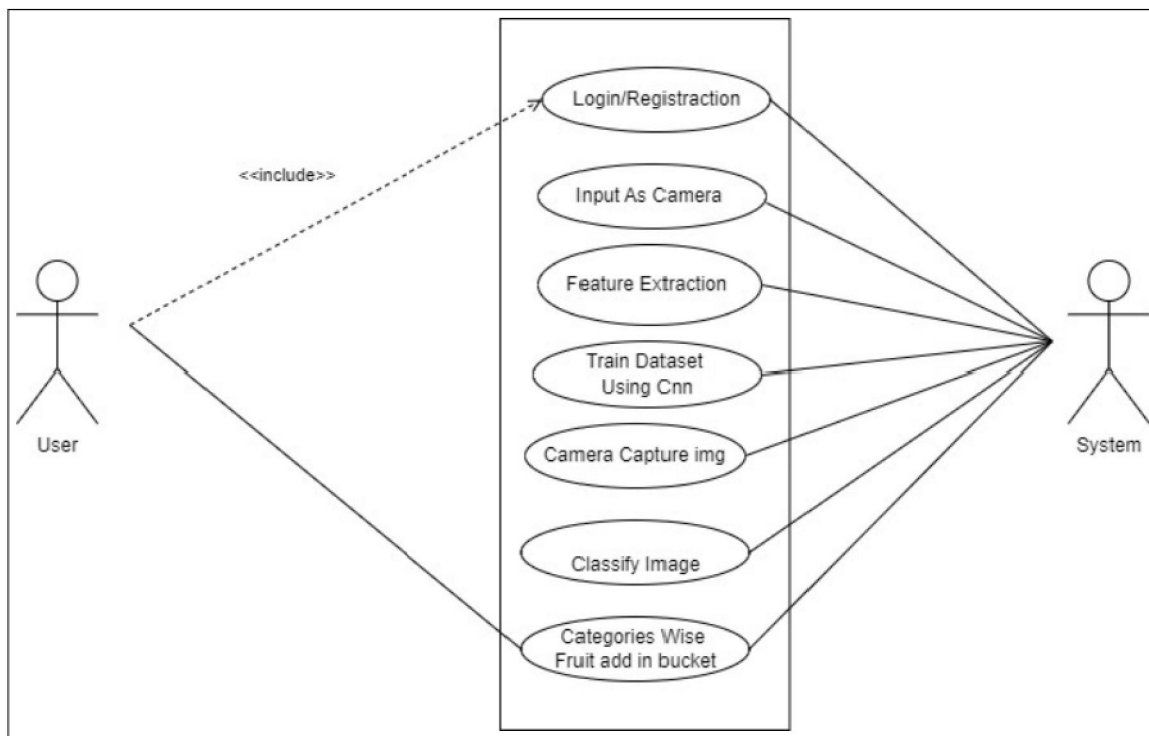 Login/Registraction
<<include>>
Input As Camera
Feature Extraction
Train Dataset
Using Cnn
User
Camera Capture img
System
Classify Image
Categories Wise
Fruit add in bucket